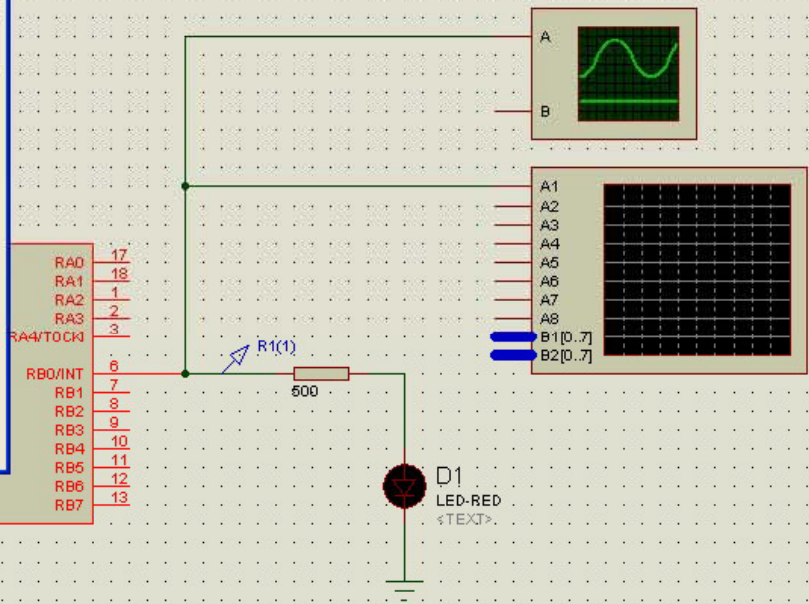 A
B
A1
A2
A3
A4
A5
A6
A7
A8
B1[0..7]
B2[0..7]
RA0 17
RA1 18
RA2 1
RA3 2
RA4/T0CKI 3
RB0/INT 6
RB1 7
RB2 8
RB3 9
RB4 10
RB5 11
RB6 12
RB7 13
R1(1)
500
D1
LED-RED
<TEXT>